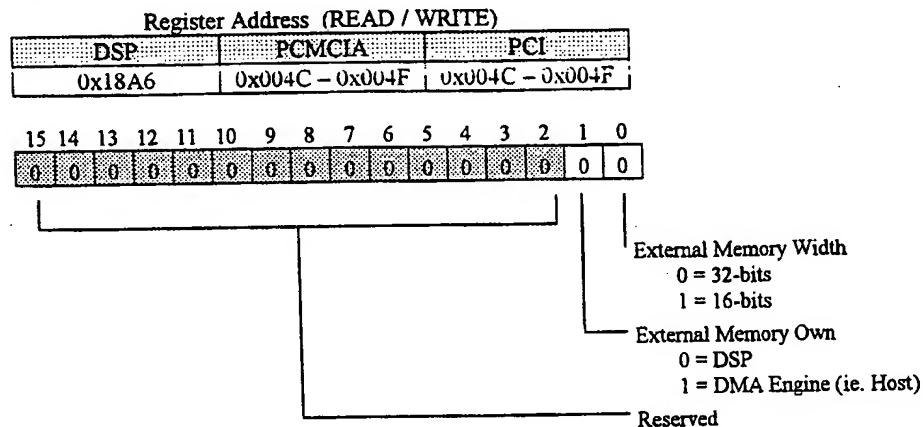 Register Address (READ / WRITE)
DSP PCMCIA PCI
0x18A6 0x004C – 0x004F 0x004C – 0x004F
15 14 13 12 11 10 9 8 7 6 5 4 3 2 1 0
0 0 0 0 0 0 0 0 0 0 0 0 0 0 0 0
External Memory Width
0 = 32-bits
1 = 16-bits
External Memory Own
0 = DSP
1 = DMA Engine (ie. Host)
Reserved